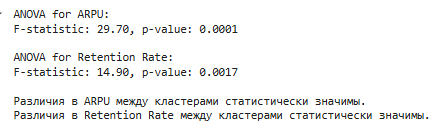 ANOVA for ARPU:
F-statistic: 29.70, p-value: 0.0001
ANOVA for Retention Rate:
F-statistic: 14.90, p-value: 0.0017
Различия в ARPU между кластерами статистически значимы.
Различия в Retention Rate между кластерами статистически значимы.